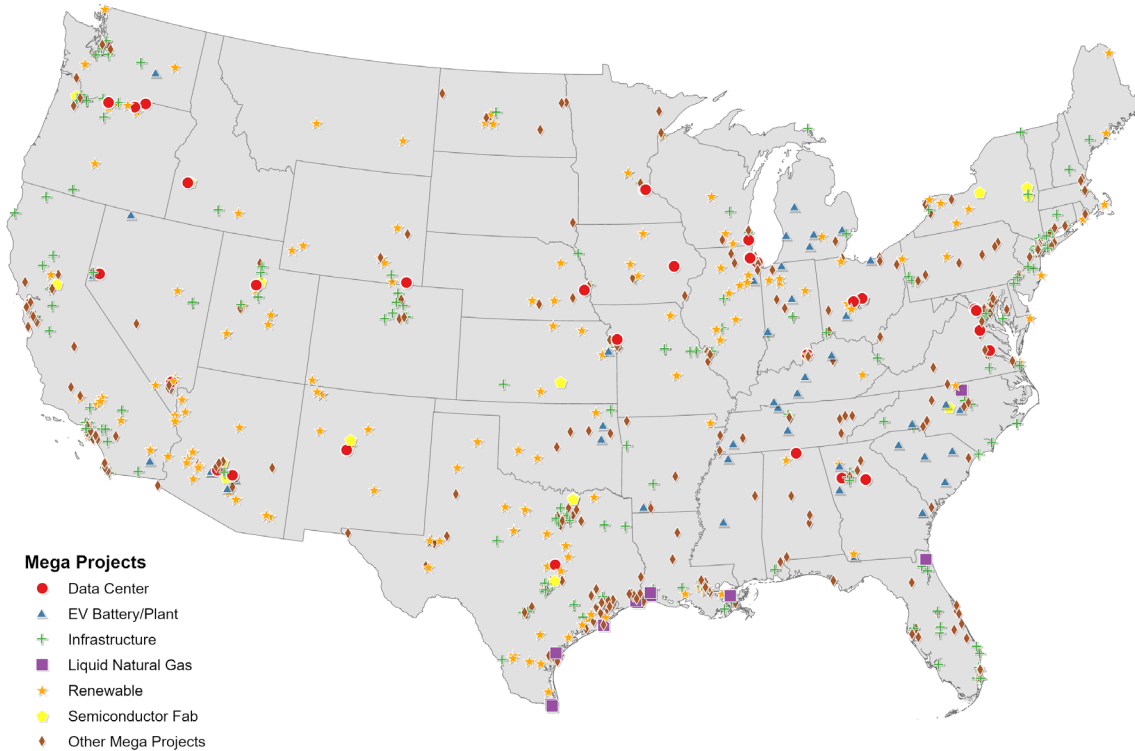 Mega Projects
Data Center
EV Battery/Plant
Infrastructure
Liquid Natural Gas
Renewable
Semiconductor Fab
Other Mega Projects